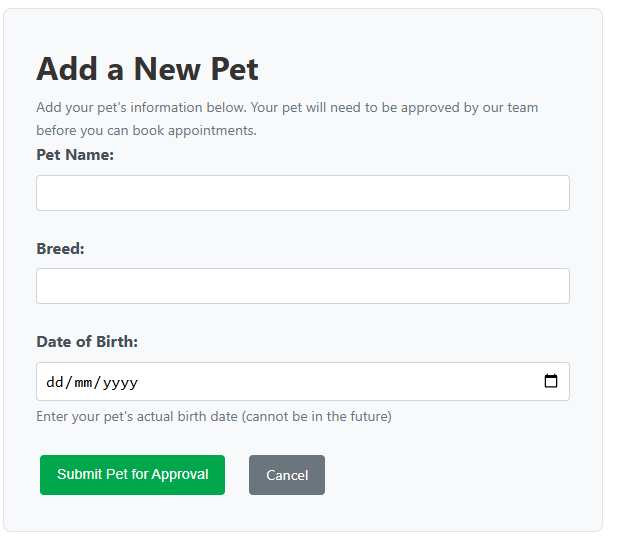 Add a New Pet
Add your pet's information below. Your pet will need to be approved by our team
before you can book appointments.
Pet Name:
Breed:
Date of Birth:
dd/mm/yyyy
Enter your pet's actual birth date (cannot be in the future)
Submit Pet for Approval
Cancel